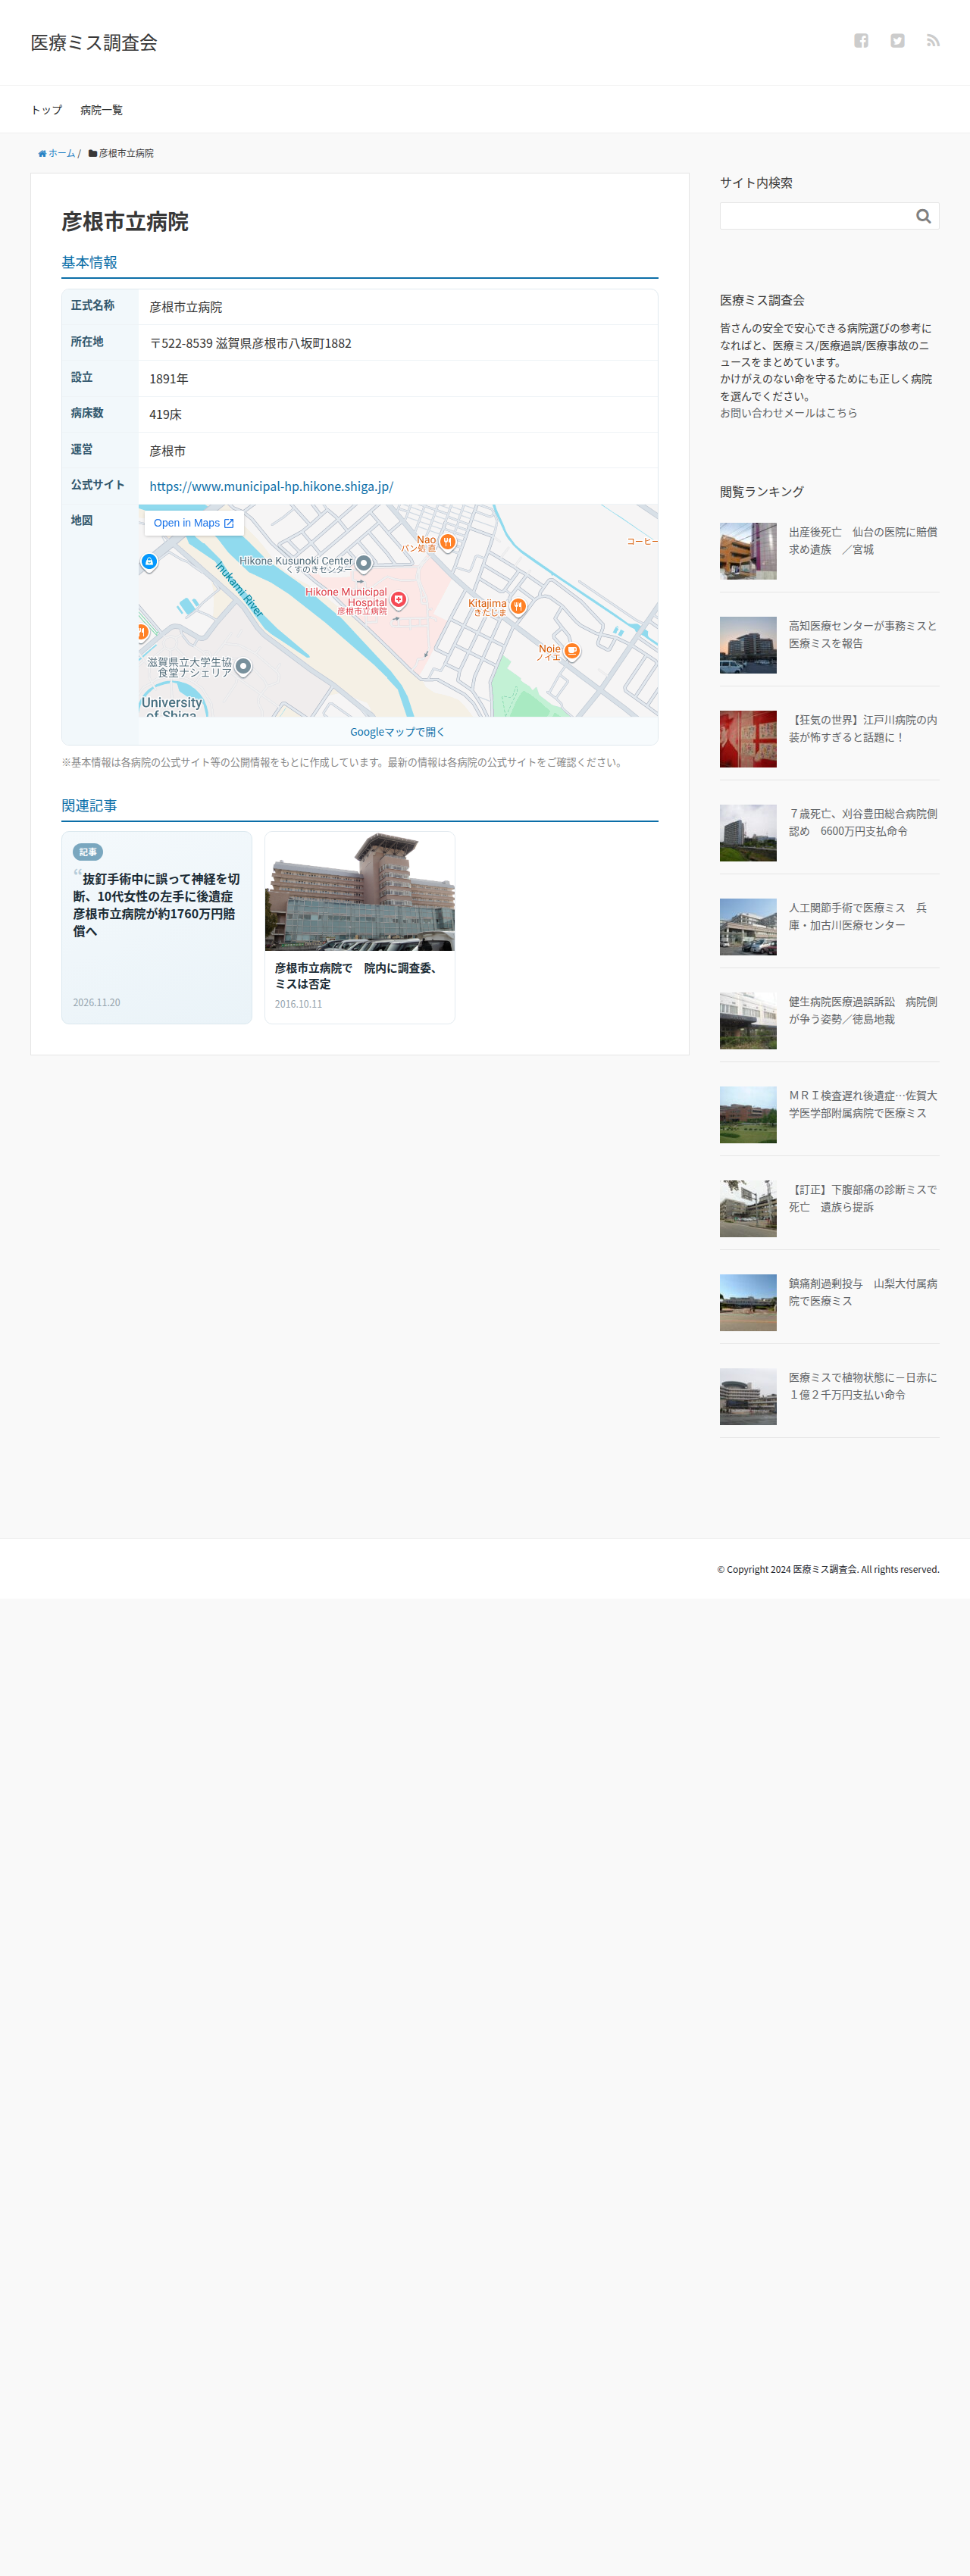 医療ミス調査会
トップ 病院一覧
ホーム / 彦根市立病院
彦根市立病院
基本情報
正式名称 彦根市立病院
所在地 〒522-8539 滋賀県彦根市八坂町1882
設立 1891年
病床数 419床
運営 彦根市
公式サイト https://www.municipal-hp.hikone.shiga.jp/
地図
Open in Maps
Nao
パン処 直
コーヒー
Hikone Kusunoki Center
くすのきセンター
Inukami River
Hikone Municipal
Hospital
彦根市立病院
Kitajima
きたじま
Noie
ノイエ
滋賀県立大学生協
食堂ナシェリア
University
of Shiga
Googleマップで開く
※基本情報は各病院の公式サイト等の公開情報をもとに作成しています。最新の情報は各病院の公式サイトをご確認ください。
関連記事
記事
“抜釘手術中に誤って神経を切
断、10代女性の左手に後遺症
彦根市立病院が約1760万円賠
償へ
2026.11.20
彦根市立病院で　院内に調査委、
ミスは否定
2016.10.11
サイト内検索
医療ミス調査会
皆さんの安全で安心できる病院選びの参考に
なればと、医療ミス/医療過誤/医療事故のニ
ュースをまとめています。
かけがえのない命を守るためにも正しく病院
を選んでください。
お問い合わせメールはこちら
閲覧ランキング
出産後死亡　仙台の医院に賠償
求め遺族　／宮城
高知医療センターが事務ミスと
医療ミスを報告
【狂気の世界】江戸川病院の内
装が怖すぎると話題に！
７歳死亡、刈谷豊田総合病院側
認め　6600万円支払命令
人工関節手術で医療ミス　兵
庫・加古川医療センター
健生病院医療過誤訴訟　病院側
が争う姿勢／徳島地裁
ＭＲＩ検査遅れ後遺症…佐賀大
学医学部附属病院で医療ミス
【訂正】下腹部痛の診断ミスで
死亡　遺族ら提訴
鎮痛剤過剰投与　山梨大付属病
院で医療ミス
医療ミスで植物状態に－日赤に
１億２千万円支払い命令
© Copyright 2024 医療ミス調査会. All rights reserved.